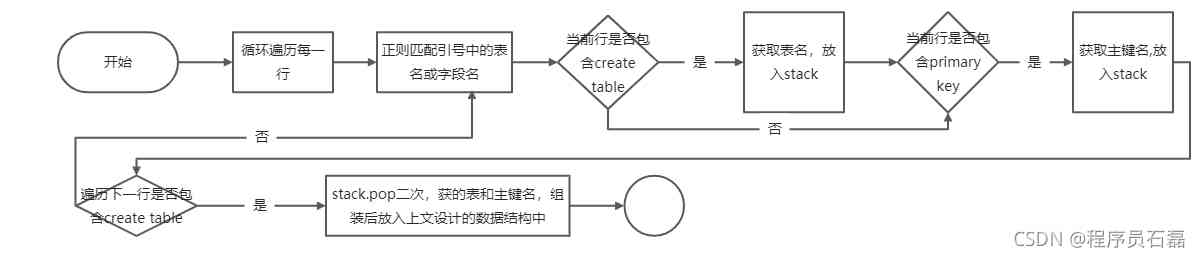 开始
循环遍历每一
行
正则匹配引号中的表
名或字段名
当前行是否包
含create
table
是
获取表名，放
入stack
当前行是否包
含primary
key
是
获取主键名,放
入stack
否
否
遍历下一行是否包
含create table
是
stack.pop二次，获的表和主键名，组
装后放入上文设计的数据结构中
CSDN @程序员石磊